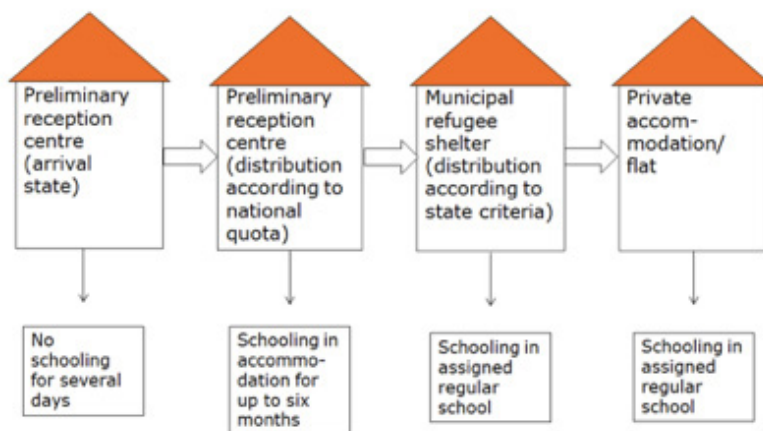 Preliminary
reception
centre
(arrival
state)
Preliminary
reception
centre
(distribution
according to
national
quota)
Municipal
refugee
shelter
(distribution
according to
state criteria)
Private
accom-
modation/
flat
No
schooling
for several
days
Schooling in
accommo-
dation for
up to six
months
Schooling in
assigned
regular
school
Schooling in
assigned
regular
school